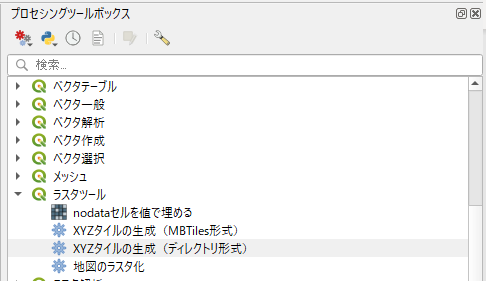 プロセシングツールボックス
検索...
ベクタテーブル
ベクタ一般
ベクタ解析
ベクタ作成
ベクタ選択
メッシュ
ラスタツール
nodataセルを値で埋める
XYZタイルの生成（MBTiles形式）
XYZタイルの生成（ディレクトリ形式）
地図のラスタ化